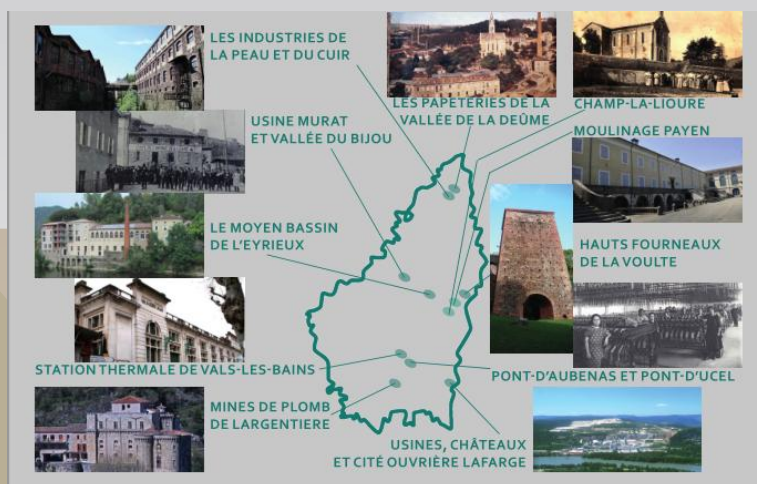 LES INDUSTRIES DE
LA PEAU ET DU CUIR
LES PAPETERIES DE LA
VALLÉE DE LA DEÛME
CHAMP-LA-LIOURE
MOULINAGE PAYEN
USINE MURAT
ET VALLÉE DU BIJOU
LE MOYEN BASSIN
DE L'EYRIEUX
HAUTS FOURNEAUX
DE LA VOULTE
STATION THERMALE DE VALS-LES-BAINS
PONT-D'AUBENAS ET PONT-D'UCEL
MINES DE PLOMB
DE LARGENTIERE
USINES, CHÂTEAUX
ET CITÉ OUVRIÈRE LAFARGE